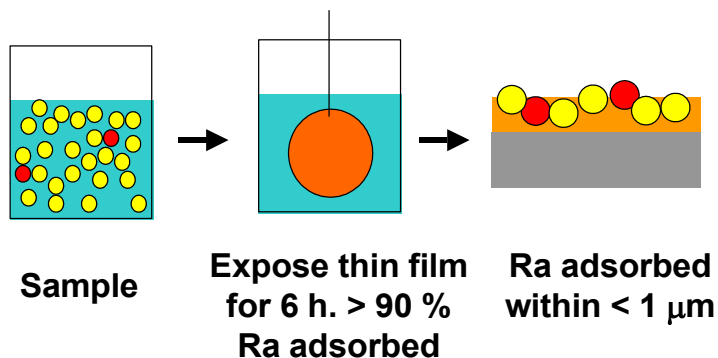 Sample
Expose thin film
for 6 h. > 90 %
Ra adsorbed
Ra adsorbed
within < 1 μm